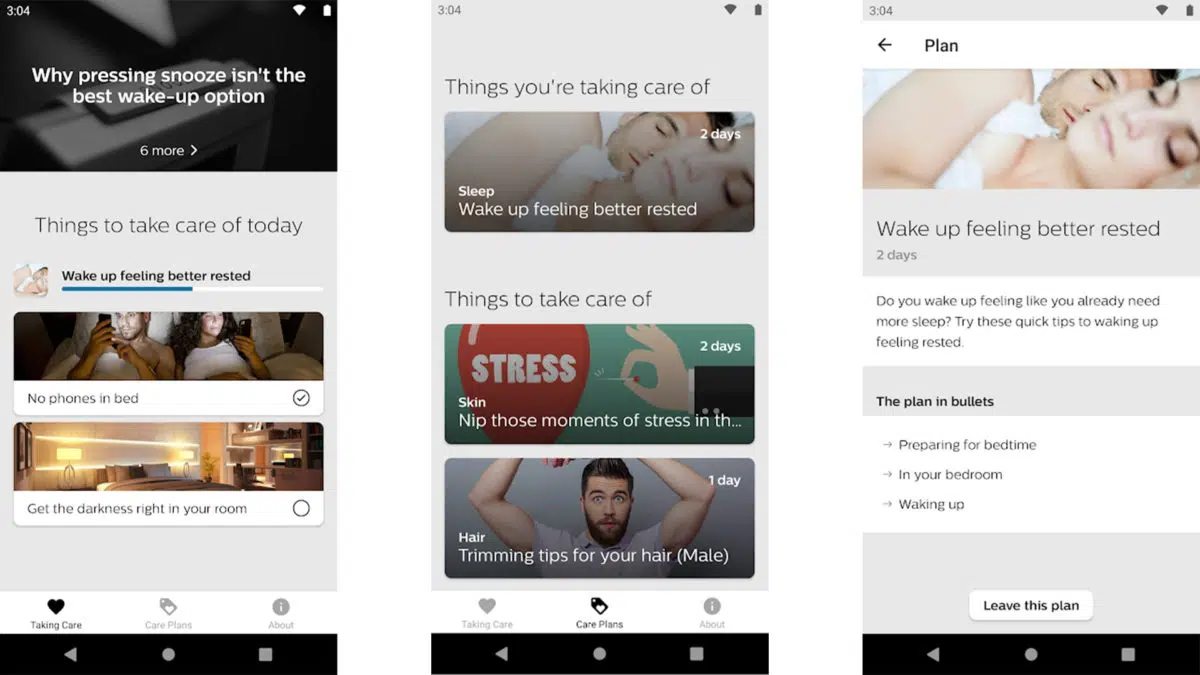 3:04
Why pressing snooze isn't the
best wake-up option
6 more
Things to take care of today
Wake up feeling better rested
No phones in bed
Get the darkness right in your room
Taking Care
Care Plans
About
3:04
Things you're taking care of
2 days
Sleep
Wake up feeling better rested
Things to take care of
STRESS
2 days
Skin
Nip those moments of stress in th...
1 day
Hair
Trimming tips for your hair (Male)
Taking Care
Care Plans
About
3:04
Plan
Wake up feeling better rested
2 days
Do you wake up feeling like you already need
more sleep? Try these quick tips to waking up
feeling rested.
The plan in bullets
→ Preparing for bedtime
→ In your bedroom
→ Waking up
Leave this plan